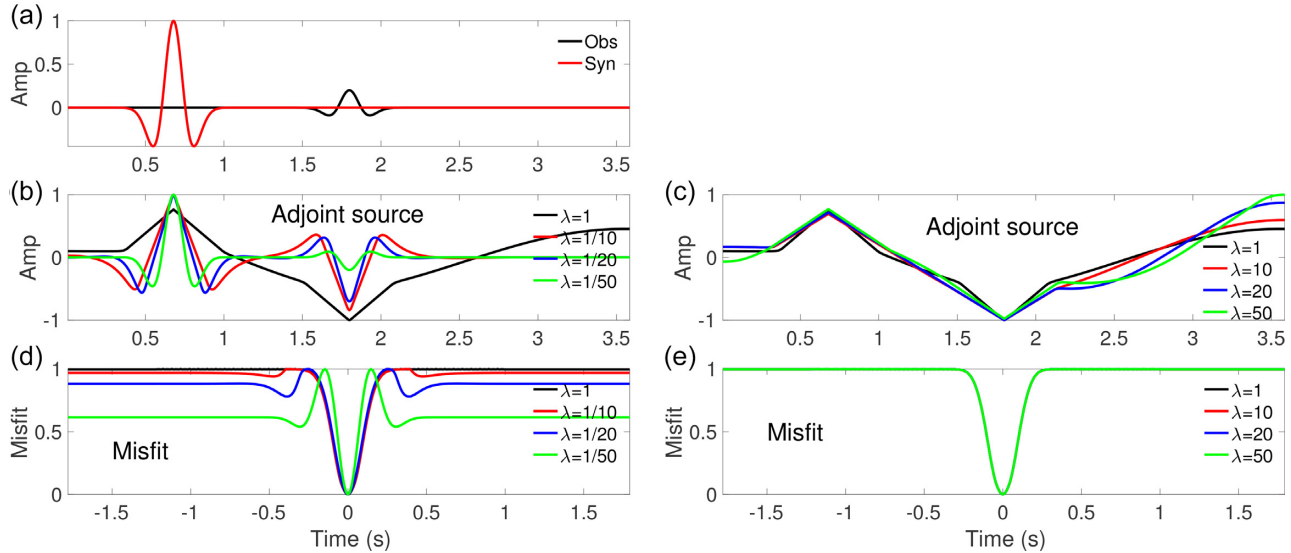 (a)
1
0.5
0
Amp
Obs
Syn
0.5 1 1.5 2 2.5 3 3.5
(b)
1
0
-1
Amp
Adjoint source
λ=1
λ=1/10
λ=1/20
λ=1/50
0.5 1 1.5 2 2.5 3 3.5
(c)
1
0
-1
Amp
Adjoint source
λ=1
λ=10
λ=20
λ=50
0.5 1 1.5 2 2.5 3 3.5
(d)
1
0.5
0
Misfit
Misfit
λ=1
λ=1/10
λ=1/20
λ=1/50
-1.5 -1 -0.5 0 0.5 1 1.5
Time (s)
(e)
1
0.5
0
Misfit
Misfit
λ=1
λ=10
λ=20
λ=50
-1.5 -1 -0.5 0 0.5 1 1.5
Time (s)